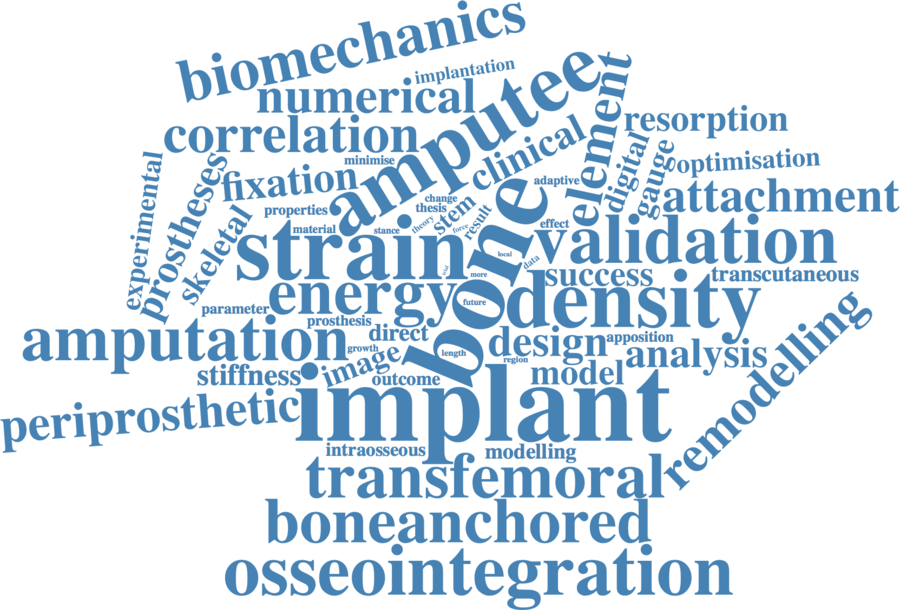 biomechanics
implantation
numerical
amputee
element
correlation
clinical
resorption
minimise
digital
gauge
optimisation
experimental
prostheses
fixation
adaptive
attachment
skeletal
properties
change
thesis
stem
theory
force
result
bone
effect
material
stance
strain
validation
local
data
axial
more
success
transcutaneous
energy
future
density
parameter
prosthesis
direct
amputation
growth
image
length
design
apposition
region
analysis
remodelling
stiffness
outcome
model
implant
periprosthetic
intraosseous
modelling
transfemoral
boneanchored
osseointegration